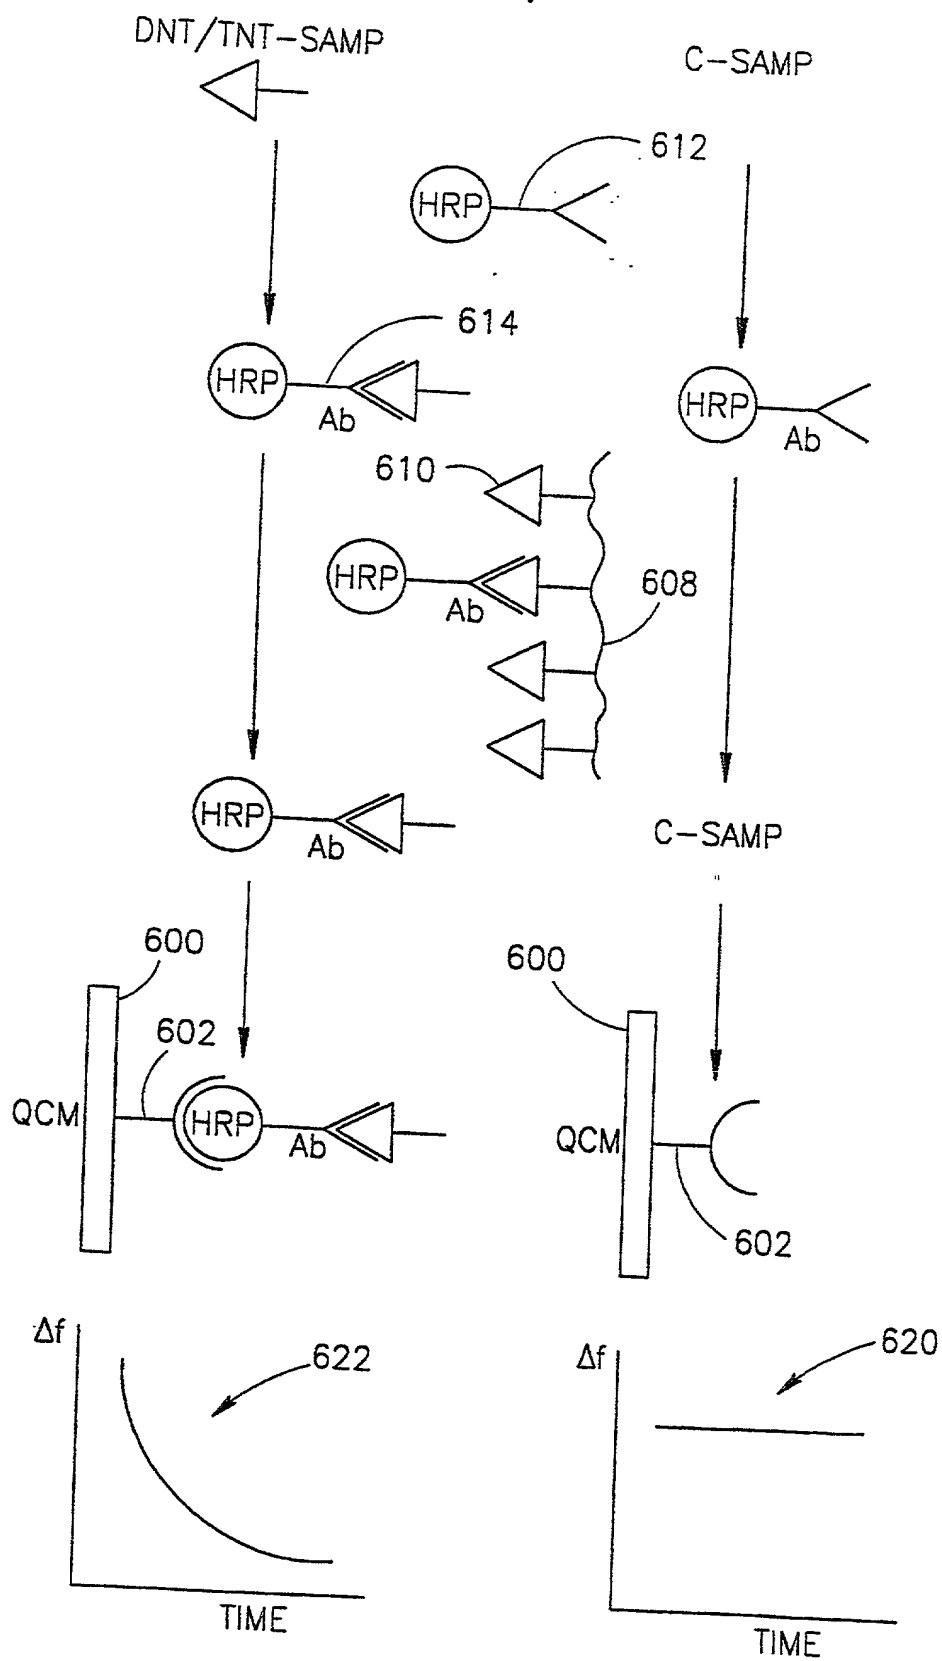 DNT/TNT-SAMP
C-SAMP
612
HRP
614
HRP
Ab
HRP
Ab
610
HRP
Ab
608
HRP
Ab
C-SAMP
600
600
602
QCM
HRP
Ab
QCM
602
Δf
622
Δf
620
TIME
TIME